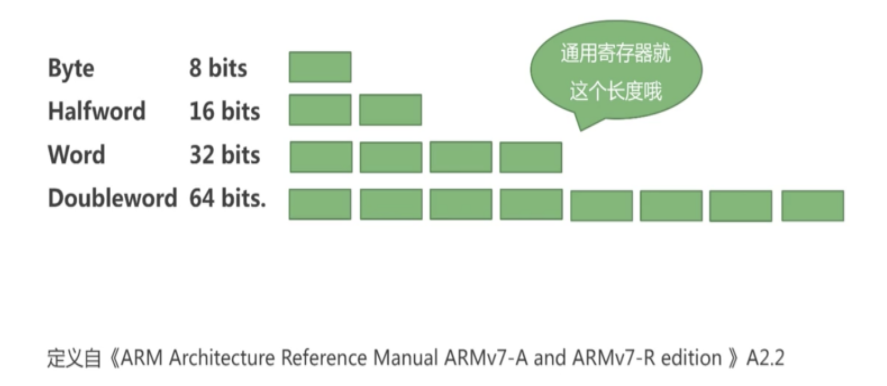 Byte 8 bits
通用寄存器就
这个长度哦
Halfword 16 bits
Word 32 bits
Doubleword 64 bits.
定义自《ARM Architecture Reference Manual ARMv7-A and ARMv7-R edition 》A2.2